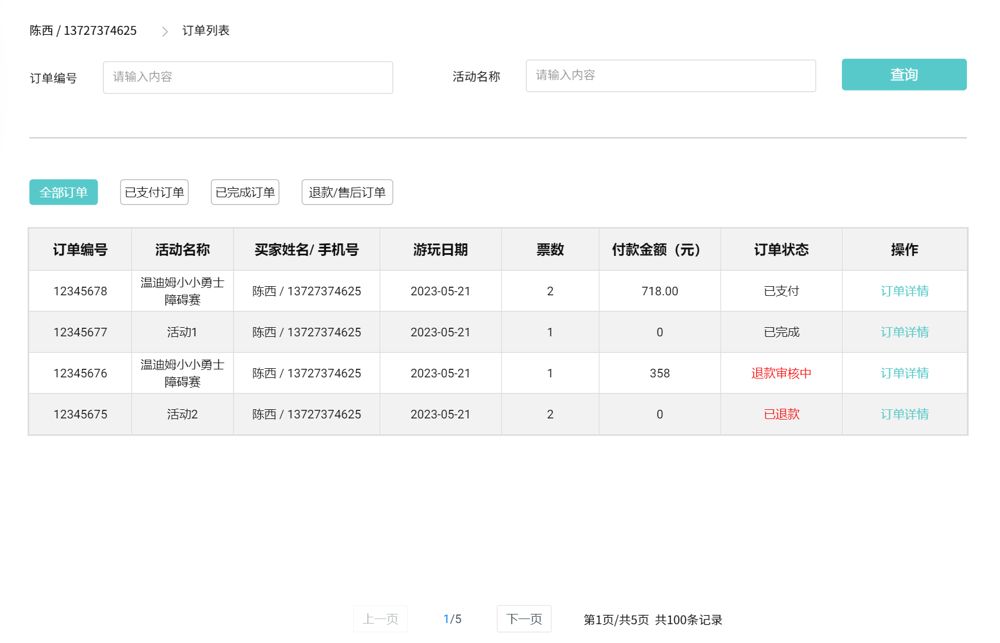 陈西 / 13727374625 > 订单列表
订单编号 请输入内容 活动名称 请输入内容 查询
全部订单 已支付订单 已完成订单 退款/售后订单
订单编号 活动名称 买家姓名/ 手机号 游玩日期 票数 付款金额（元） 订单状态 操作
12345678 温迪姆小小勇士 陈西 / 13727374625 2023-05-21 2 718.00 已支付 订单详情
障碍赛
12345677 活动1 陈西 / 13727374625 2023-05-21 1 0 已完成 订单详情
12345676 温迪姆小小勇士 陈西 / 13727374625 2023-05-21 1 358 退款审核中 订单详情
障碍赛
12345675 活动2 陈西 / 13727374625 2023-05-21 2 0 已退款 订单详情
上一页 1/5 下一页 第1页/共5页 共100条记录